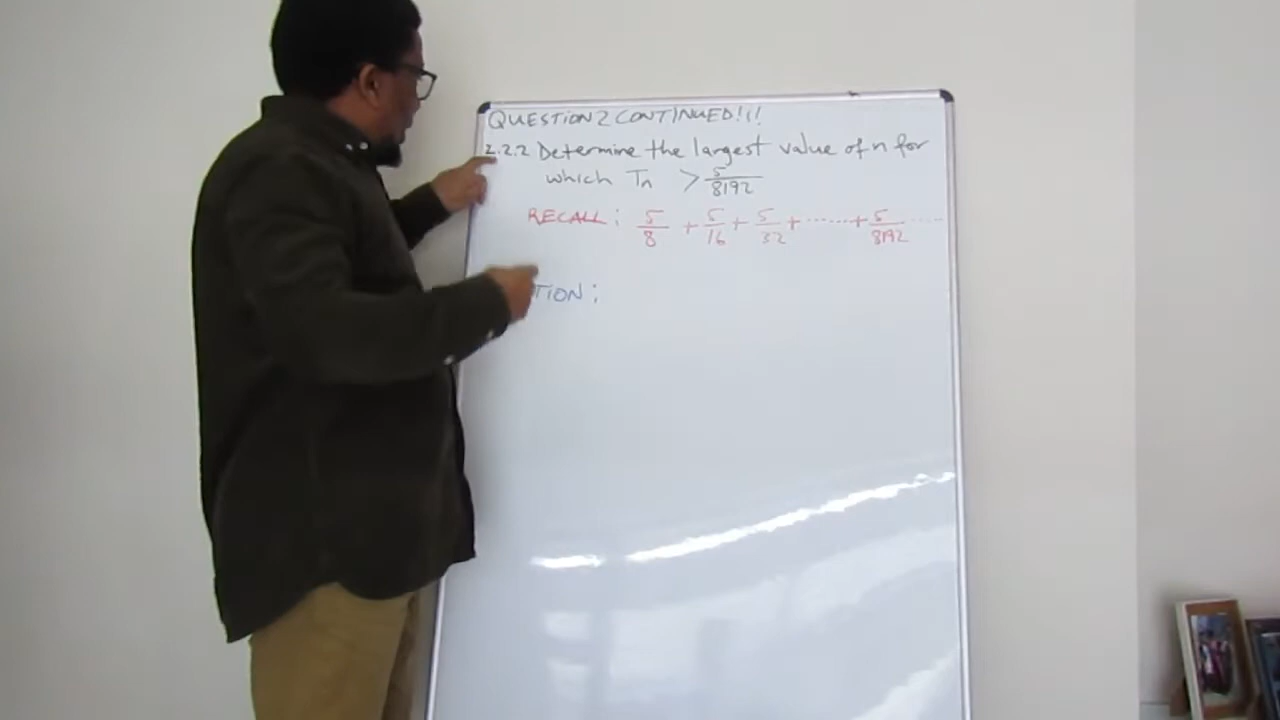 QUESTION 2 CONTINUED!!!
2.2.2 Determine the largest value of n for
which Tn > 5/8192
RECALL: 5/8 + 5/16 + 5/32 + ........ + 5/8192 ......
TION: